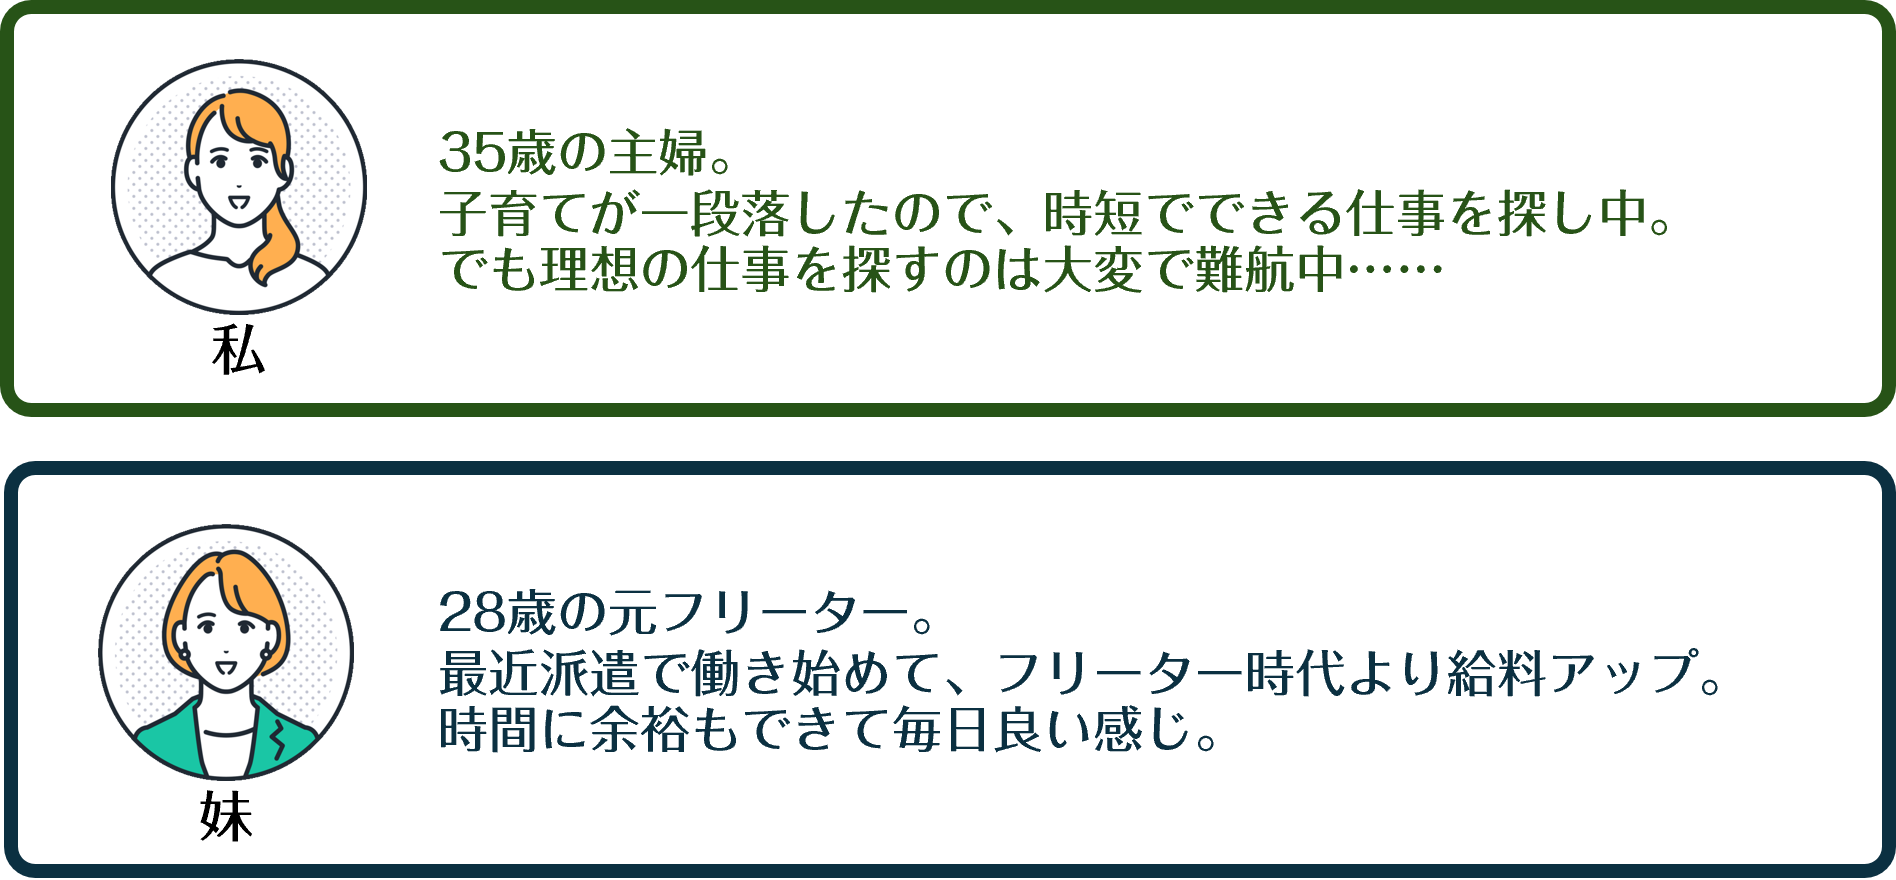 35歳の主婦。
子育てが一段落したので、時短でできる仕事を探し中。
でも理想の仕事を探すのは大変で難航中……
私
28歳の元フリーター。
最近派遣で働き始めて、フリーター時代より給料アップ。
時間に余裕もできて毎日良い感じ。
妹